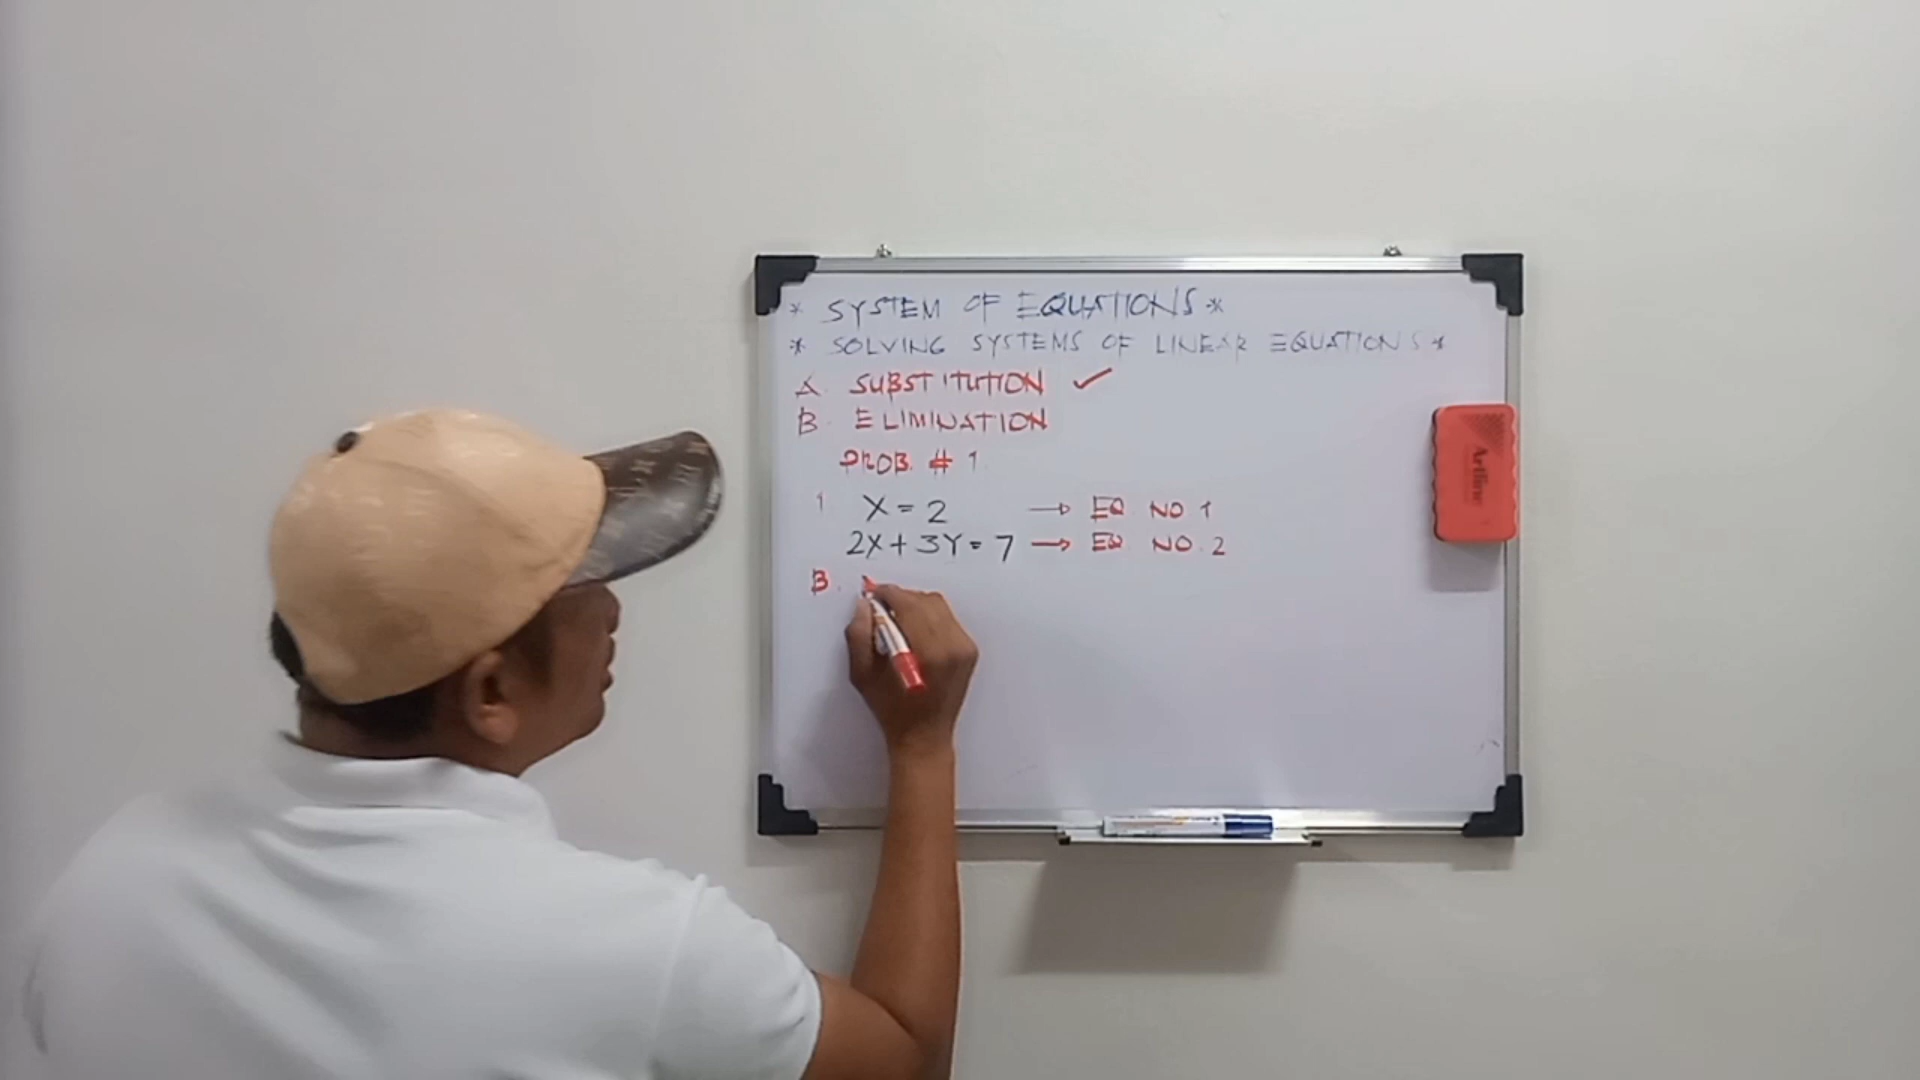 * SYSTEM OF EQUATIONS *
* SOLVING SYSTEMS OF LINEAR EQUATIONS *
A. SUBSTITUTION ✓
B. ELIMINATION
PROB. # 1
1 X = 2 → EQ NO 1
2X + 3Y = 7 → EQ. NO. 2
B.
Artline